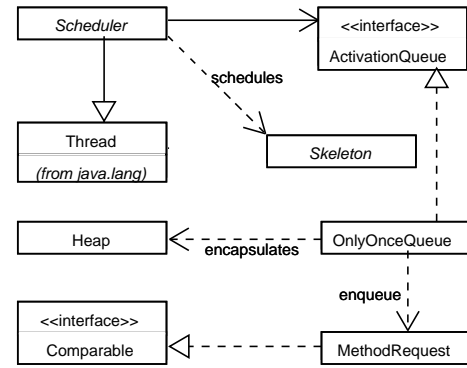 Scheduler
<<interface>>
ActivationQueue
schedules
Thread
(from java.lang)
Skeleton
Heap
encapsulates
OnlyOnceQueue
enqueue
<<interface>>
Comparable
MethodRequest